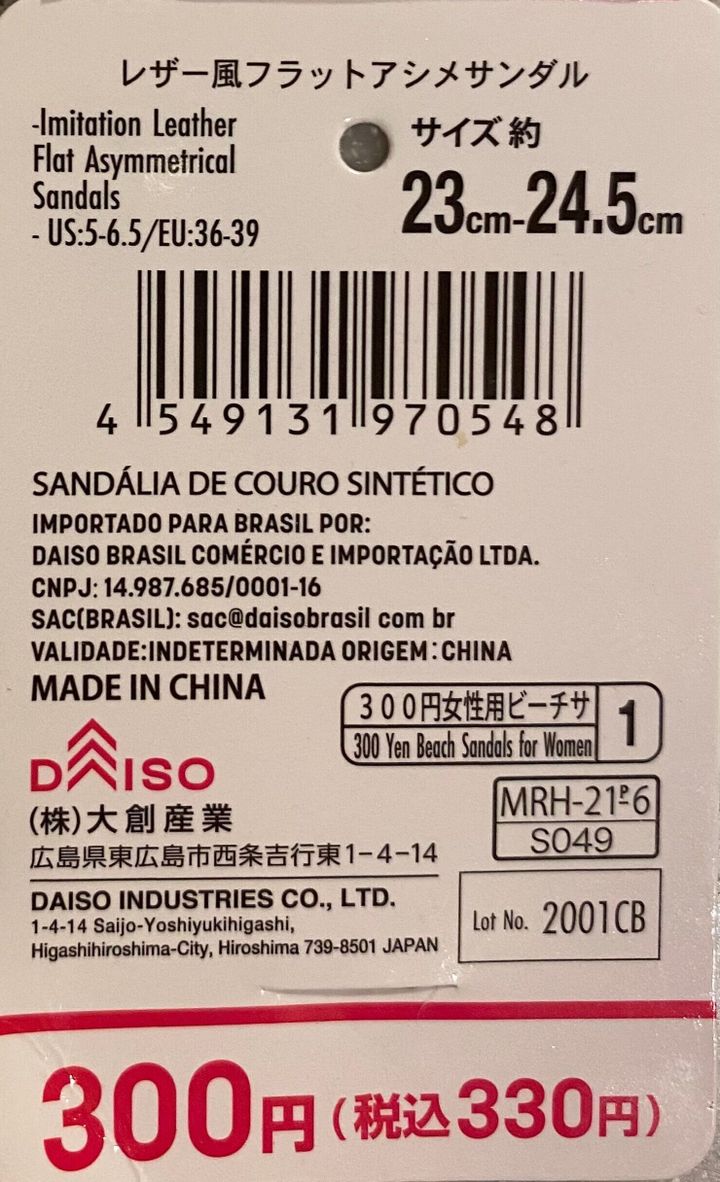 レザー風フラットアシメサンダル
-Imitation Leather
Flat Asymmetrical
Sandals
- US:5-6.5/EU:36-39
サイズ 約
23cm-24.5cm
4 549131 970548
SANDÁLIA DE COURO SINTÉTICO
IMPORTADO PARA BRASIL POR:
DAISO BRASIL COMÉRCIO E IMPORTAÇÃO LTDA.
CNPJ: 14.987.685/0001-16
SAC(BRASIL): sac@daisobrasil com br
VALIDADE:INDETERMINADA ORIGEM:CHINA
MADE IN CHINA
300円女性用ビーチサ
300 Yen Beach Sandals for Women
1
DAISO
(株)大創産業
広島県東広島市西条吉行東1-4-14
MRH-21P6
S049
DAISO INDUSTRIES CO., LTD.
1-4-14 Saijo-Yoshiyukihigashi,
Higashihiroshima-City, Hiroshima 739-8501 JAPAN
Lot No. 2001CB
300円(税込330円)